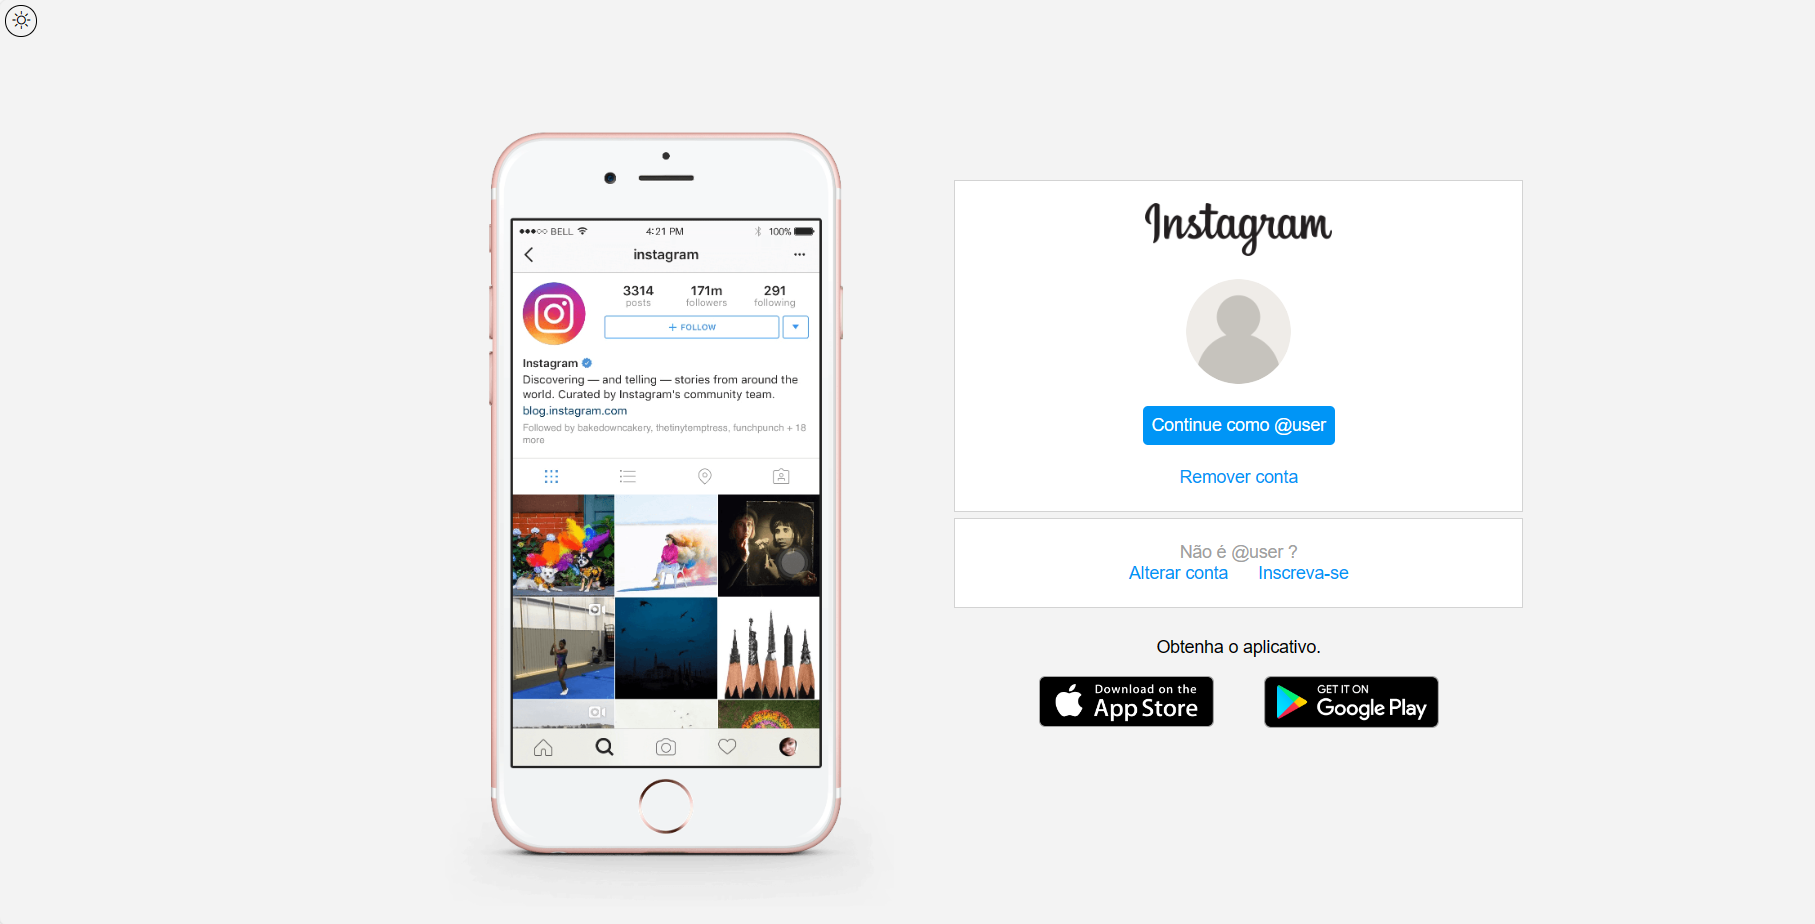 BELL
4:21 PM
100%
instagram
3314
171m
291
posts
followers
following
+ FOLLOW
Instagram
Discovering — and telling — stories from around the
world. Curated by Instagram's community team.
blog.instagram.com
Followed by bakedowncakery, thetinytemptress, funchpunch + 18
more
Instagram
Continue como @user
Remover conta
Não é @user ?
Alterar conta
Inscreva-se
Obtenha o aplicativo.
Download on the
App Store
GET IT ON
Google Play